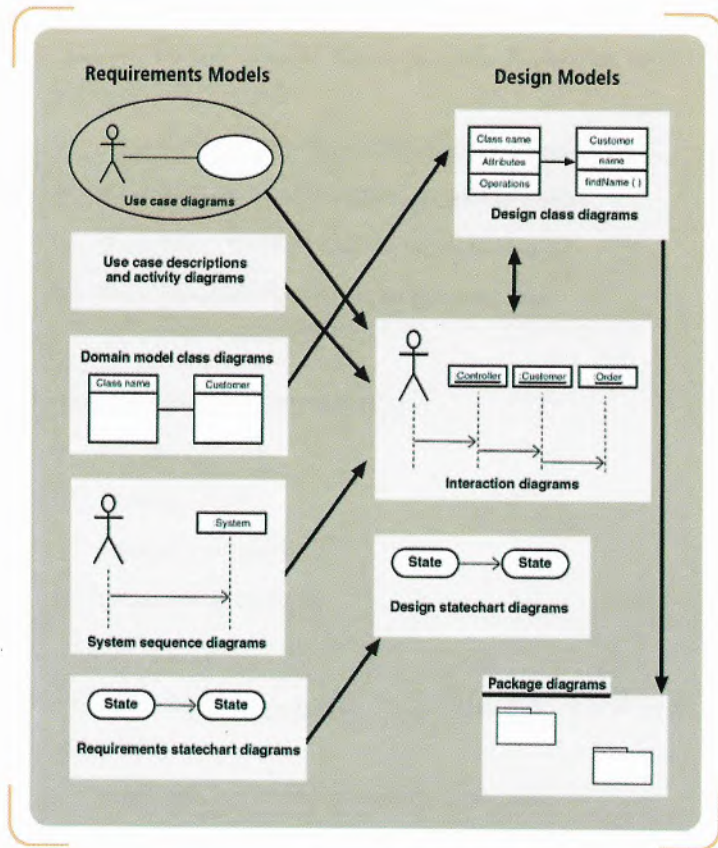 Requirements Models
Design Models
Use case diagrams
Class name
Attributes
Operations
Customer
name
findName ( )
Design class diagrams
Use case descriptions
and activity diagrams
Domain model class diagrams
Class name
Customer
:Controller
:Customer
:Order
Interaction diagrams
:System
System sequence diagrams
State
State
Design statechart diagrams
State
State
Requirements statechart diagrams
Package diagrams